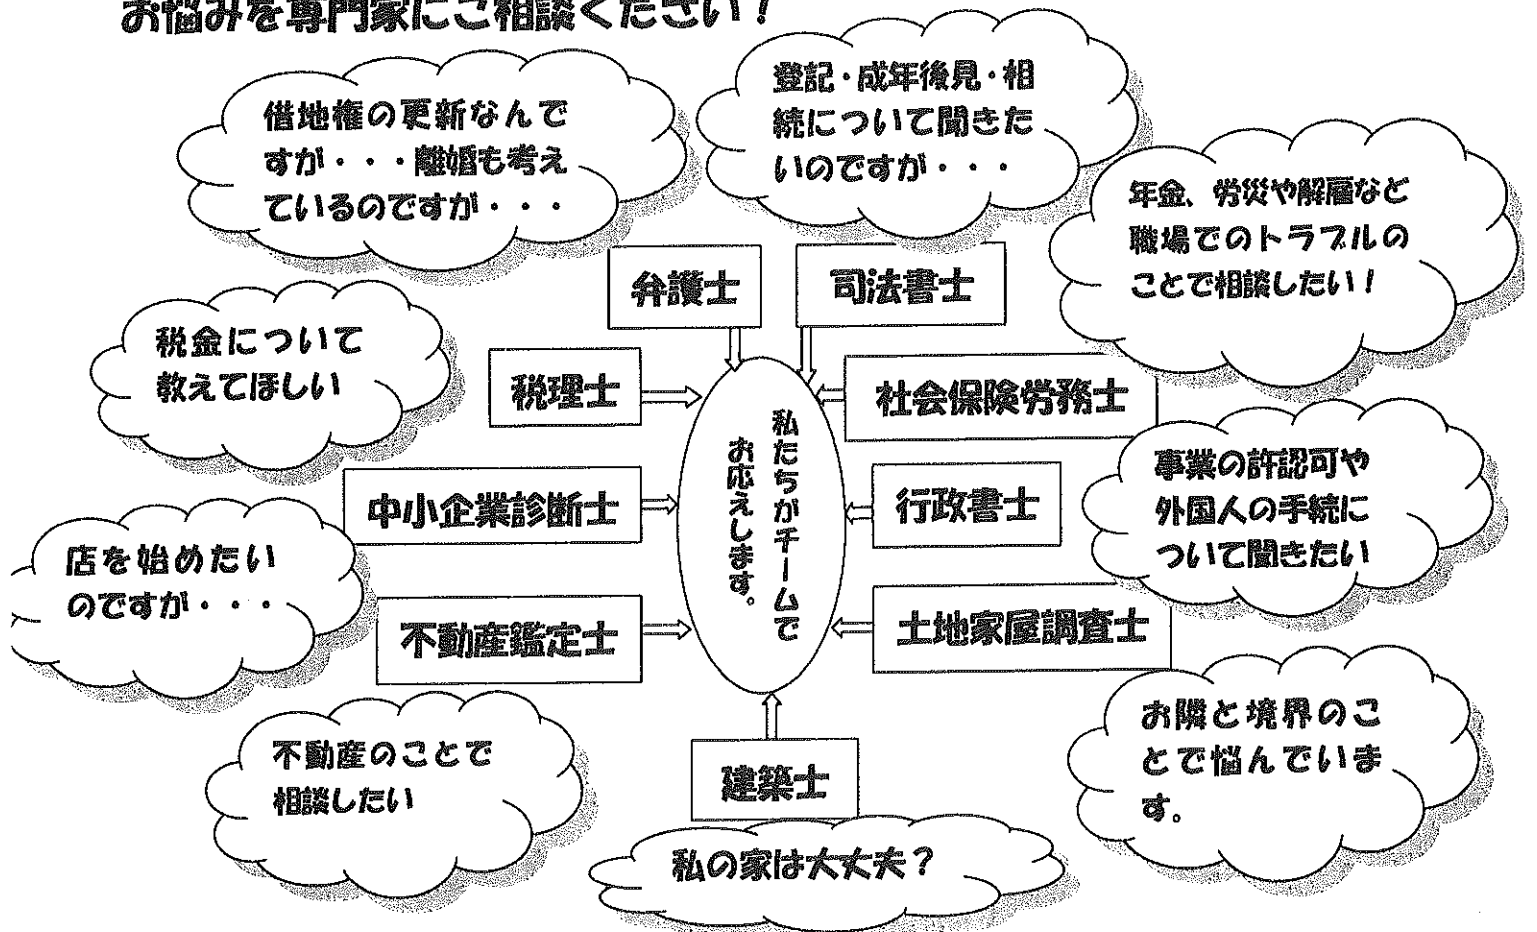 お悩みを専門家にご相談ください！
借地権の更新なんで
すが・・・離婚も考え
ているのですが・・・
登記・成年後見・相
続について聞きた
いのですが・・・
年金、労災や解雇など
職場でのトラブルの
ことで相談したい！
弁護士
司法書士
税金について
教えてほしい
税理士
社会保険労務士
私たちがチームで
お応えします。
事業の許認可や
外国人の手続に
ついて聞きたい
中小企業診断士
行政書士
店を始めたい
のですが・・・
不動産鑑定士
土地家屋調査士
お隣と境界のこ
とで悩んでいま
す。
不動産のことで
相談したい
建築士
私の家は大丈夫？